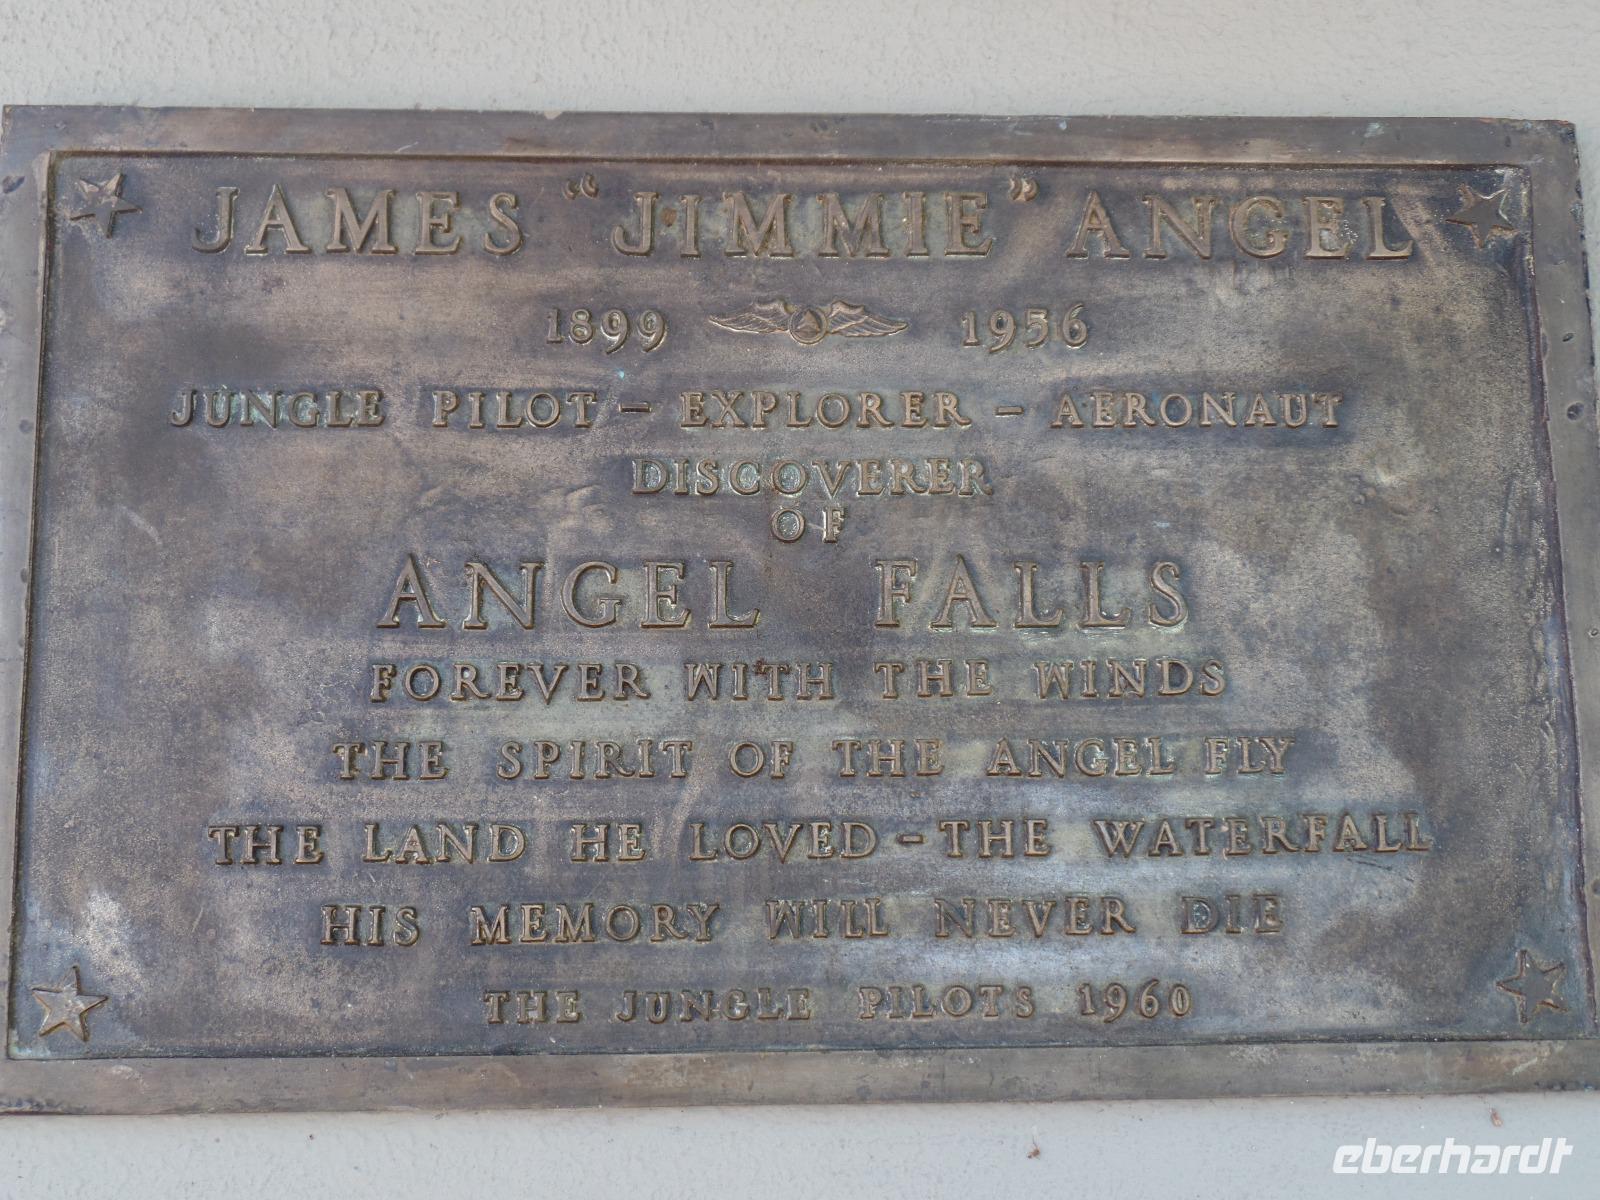 JAMES "JIMMIE" ANGEL
1899 1956
JUNGLE PILOT - EXPLORER - AERONAUT
DISCOVERER
OF
ANGEL FALLS
FOREVER WITH THE WINDS
THE SPIRIT OF THE ANGEL FLY
THE LAND HE LOVED - THE WATERFALL
HIS MEMORY WILL NEVER DIE
THE JUNGLE PILOTS 1960
eberhardt